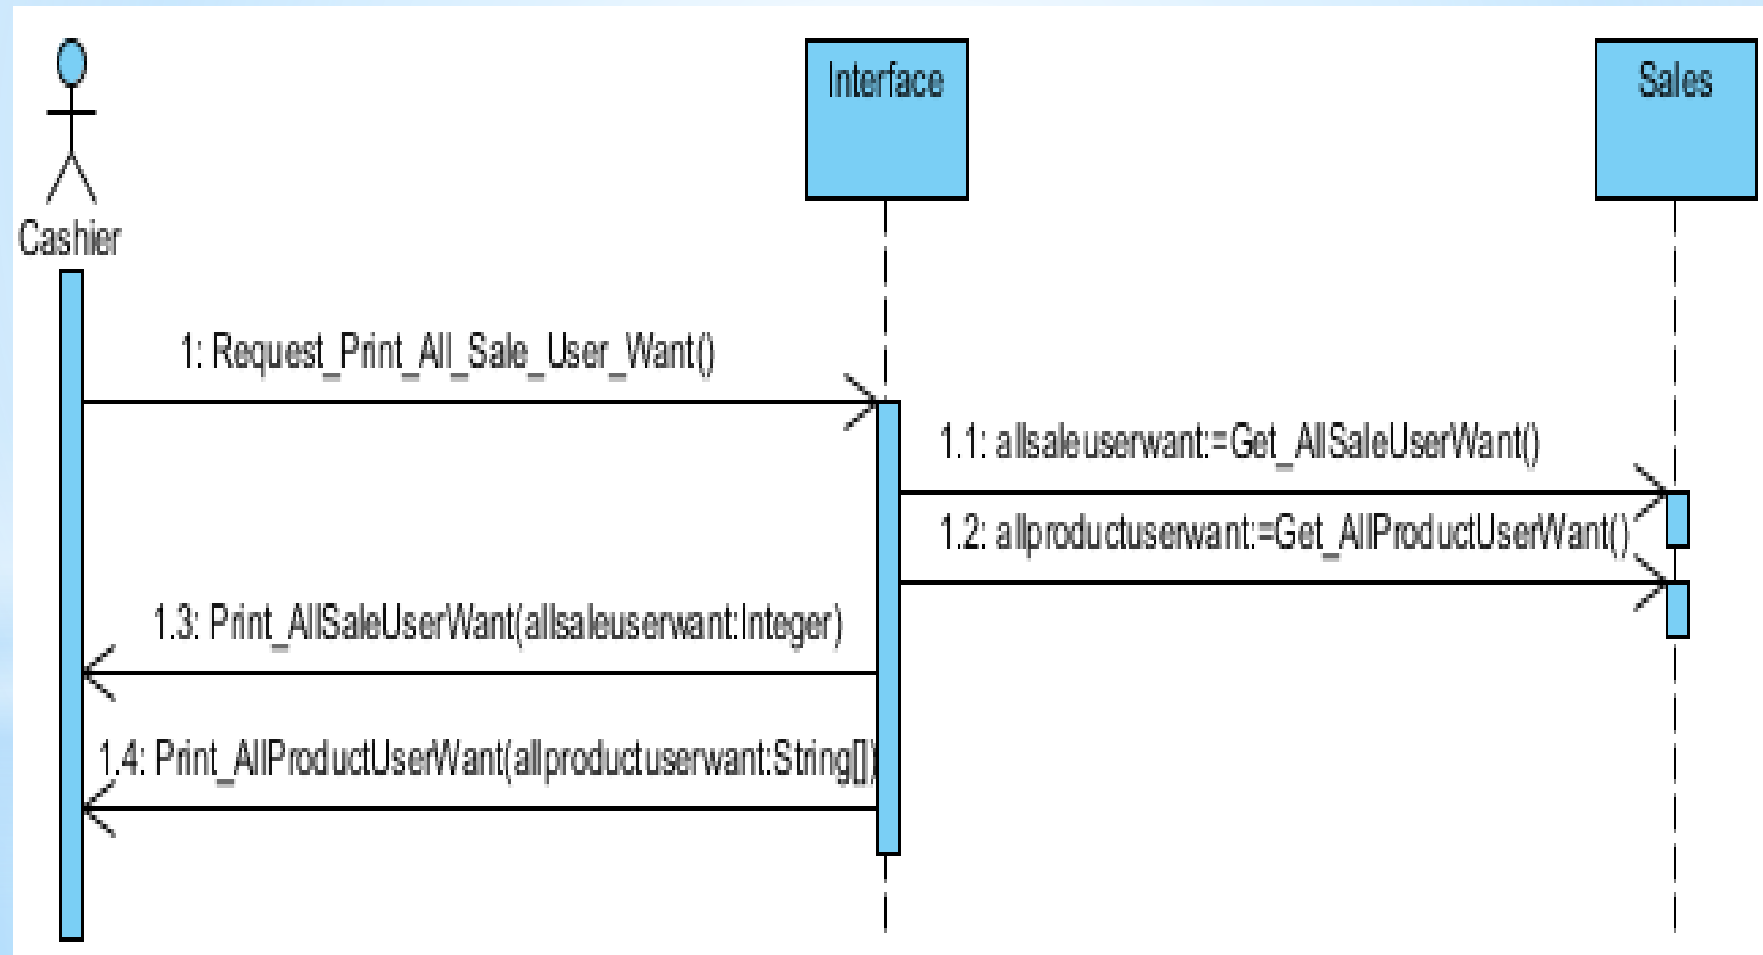 Interface
Sales
Cashier
1: Request_Print_All_Sale_User_Want()
1.1: allsaleuserwant:=Get_AllSaleUserWant()
1.2: allproductuserwant:=Get_AllProductUserWant()
1.3: Print_AllSaleUserWant(allsaleuserwant:Integer)
1.4: Print_AllProductUserWant(allproductuserwant:String[])